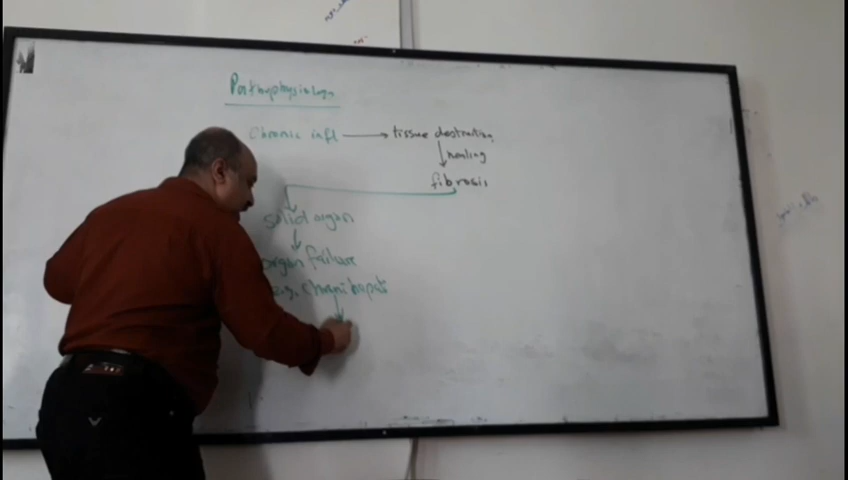 Pathophysiology
Chronic infl → tissue destruction
↓ healing
fibrosis
solid organ
↓
organ failure
e.g. Chronic hepatitis